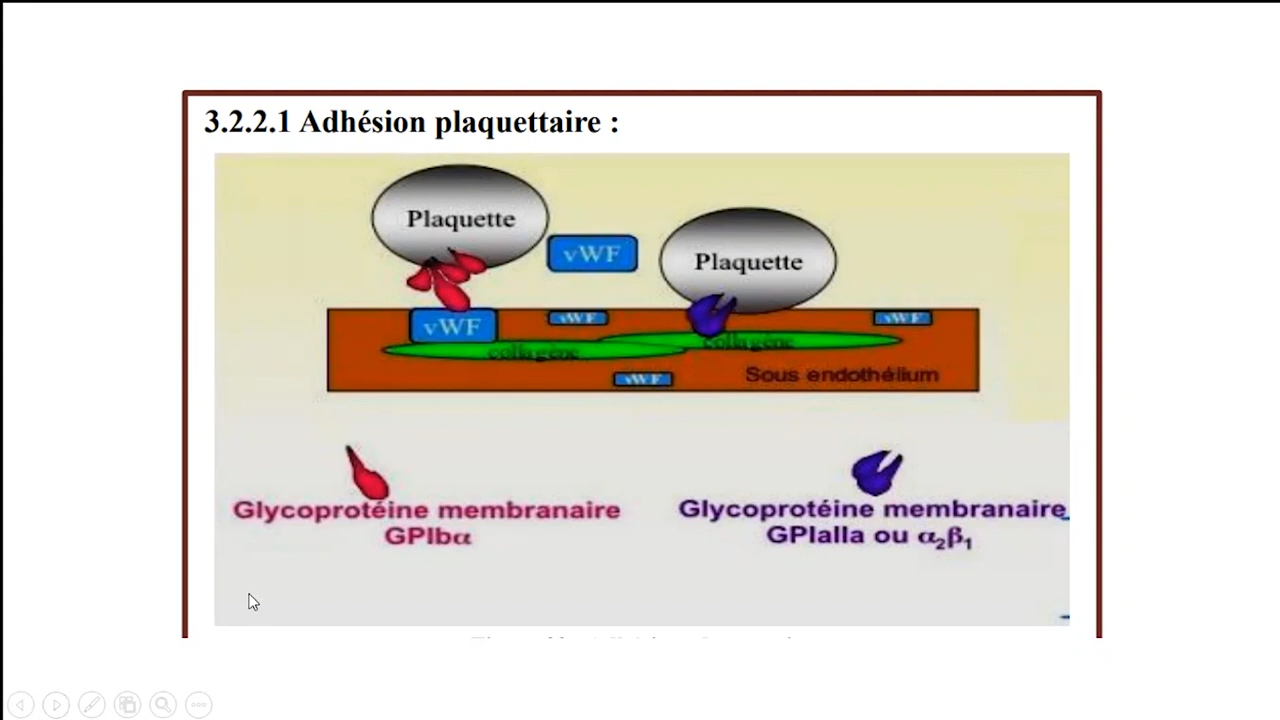 3.2.2.1 Adhésion plaquettaire :
Plaquette
vWF
Plaquette
vWF
vWF
vWF
collagène
collagène
vWF
Sous endothélium
Glycoprotéine membranaire
GPIbα
Glycoprotéine membranaire
GPIaIIa ou α₂β₁